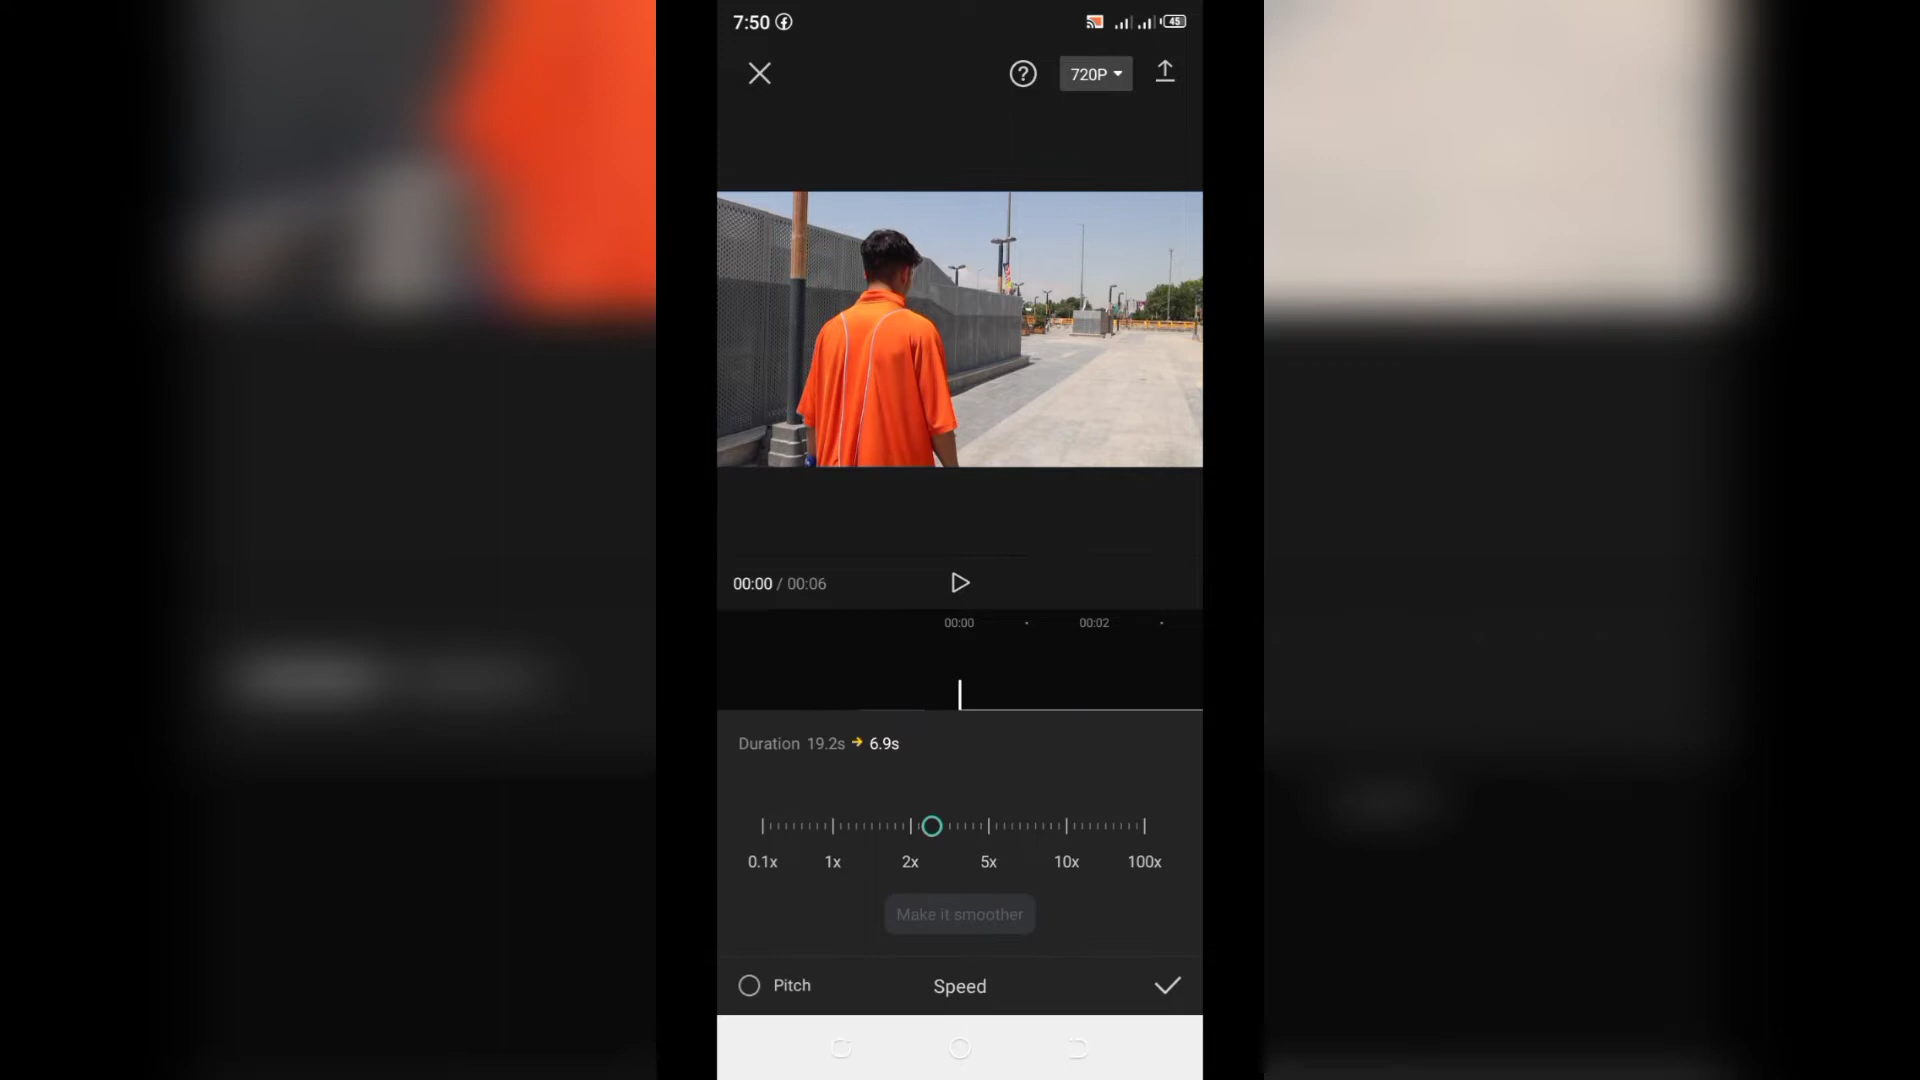 7:50
45
720P
00:00 / 00:06
00:00 00:02
Duration 19.2s → 6.9s
0.1x 1x 2x 5x 10x 100x
Make it smoother
Pitch Speed